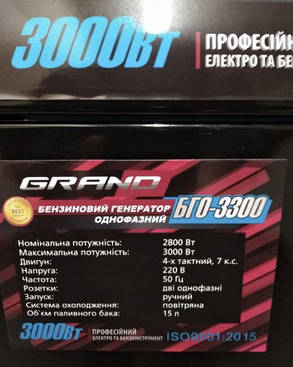 3000Вт
ПРОФЕСІЙН
ЕЛЕКТРО ТА БЕ
GRAND
BEST
БЕНЗИНОВИЙ ГЕНЕРАТОР
ОДНОФАЗНИЙ
БГО-3300
Номінальна потужність: 2800 Вт
Максимальна потужність: 3000 Вт
Двигун: 4-х тактний, 7 к.с.
Напруга: 220 В
Частота: 50 Гц
Розетки: дві однофазні
Запуск: ручний
Система охолодження: повітряна
Об'єм паливного бака: 15 л
3000Вт
ПРОФЕСІЙНИЙ
ЕЛЕКТРО ТА БЕНЗОІНСТРУМЕНТ
ISO9001:2015